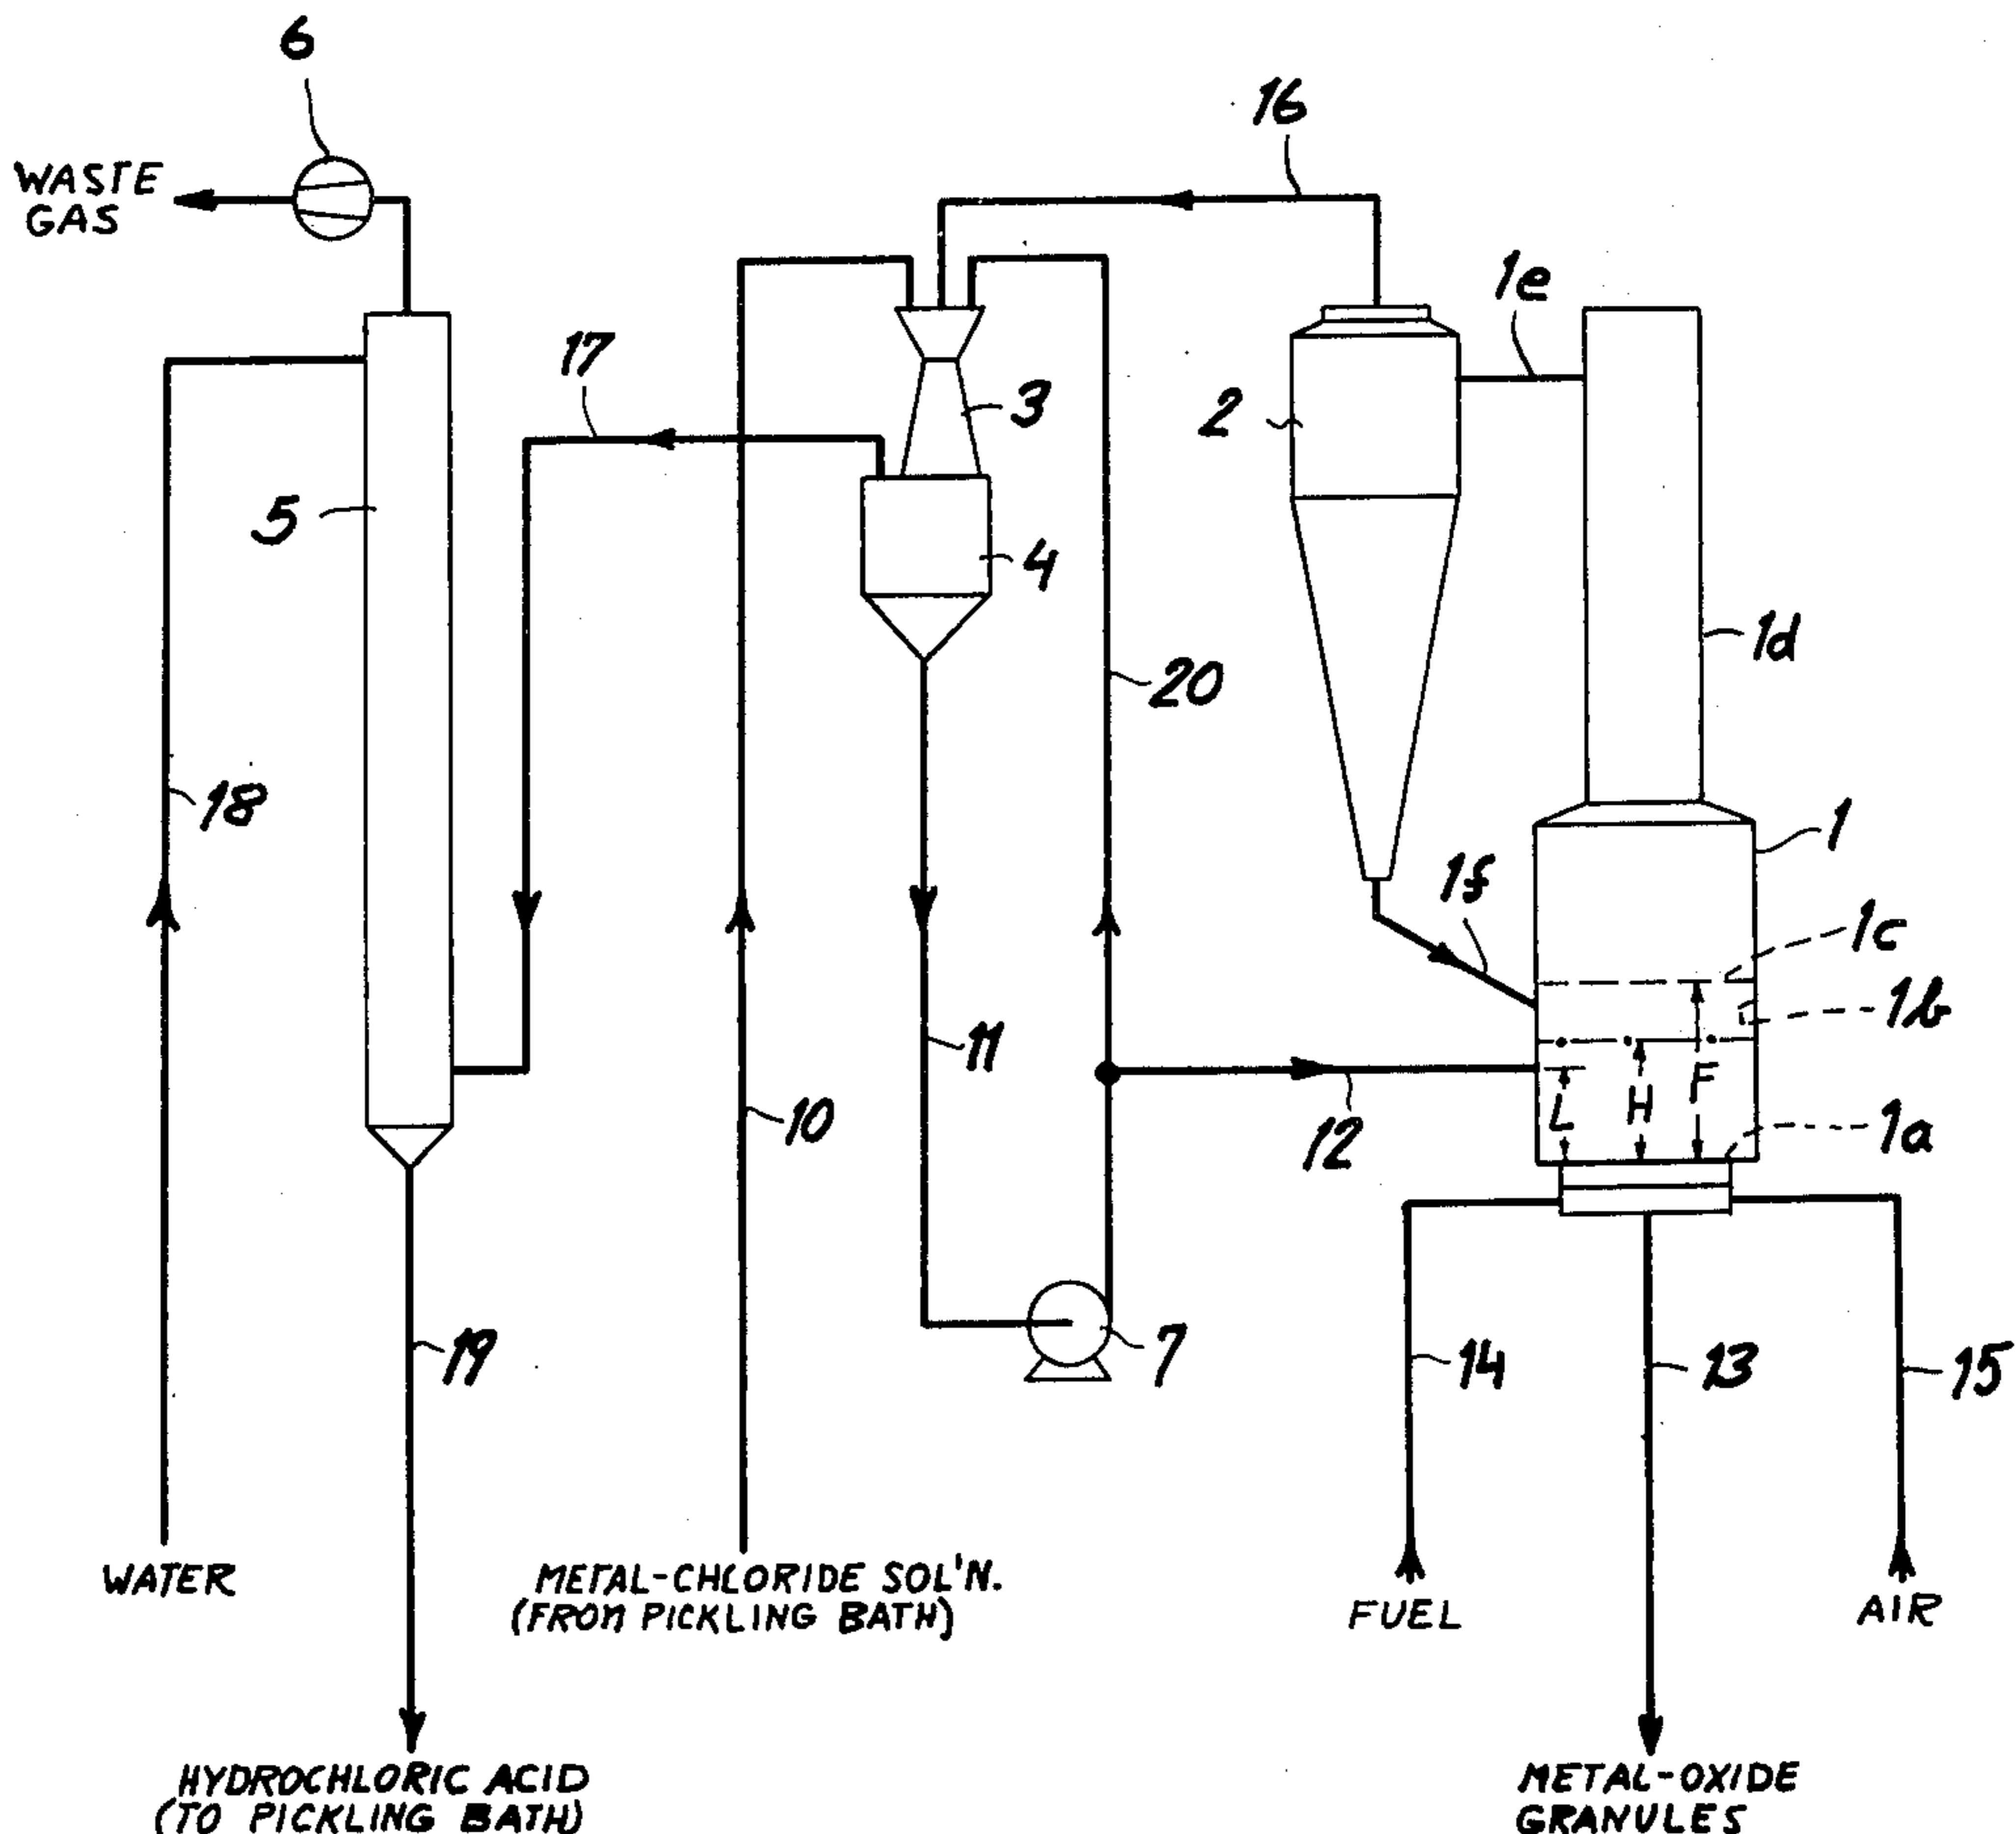 6
16
WASTE
GAS
1e
17
3
2
5
4
1d
20
18
1
1f
1c
1b
11
L
H
F
10
12
1a
19
7
14
13
15
WATER
METAL-CHLORIDE SOL'N.
(FROM PICKLING BATH)
FUEL
AIR
HYDROCHLORIC ACID
(TO PICKLING BATH)
METAL-OXIDE
GRANULES